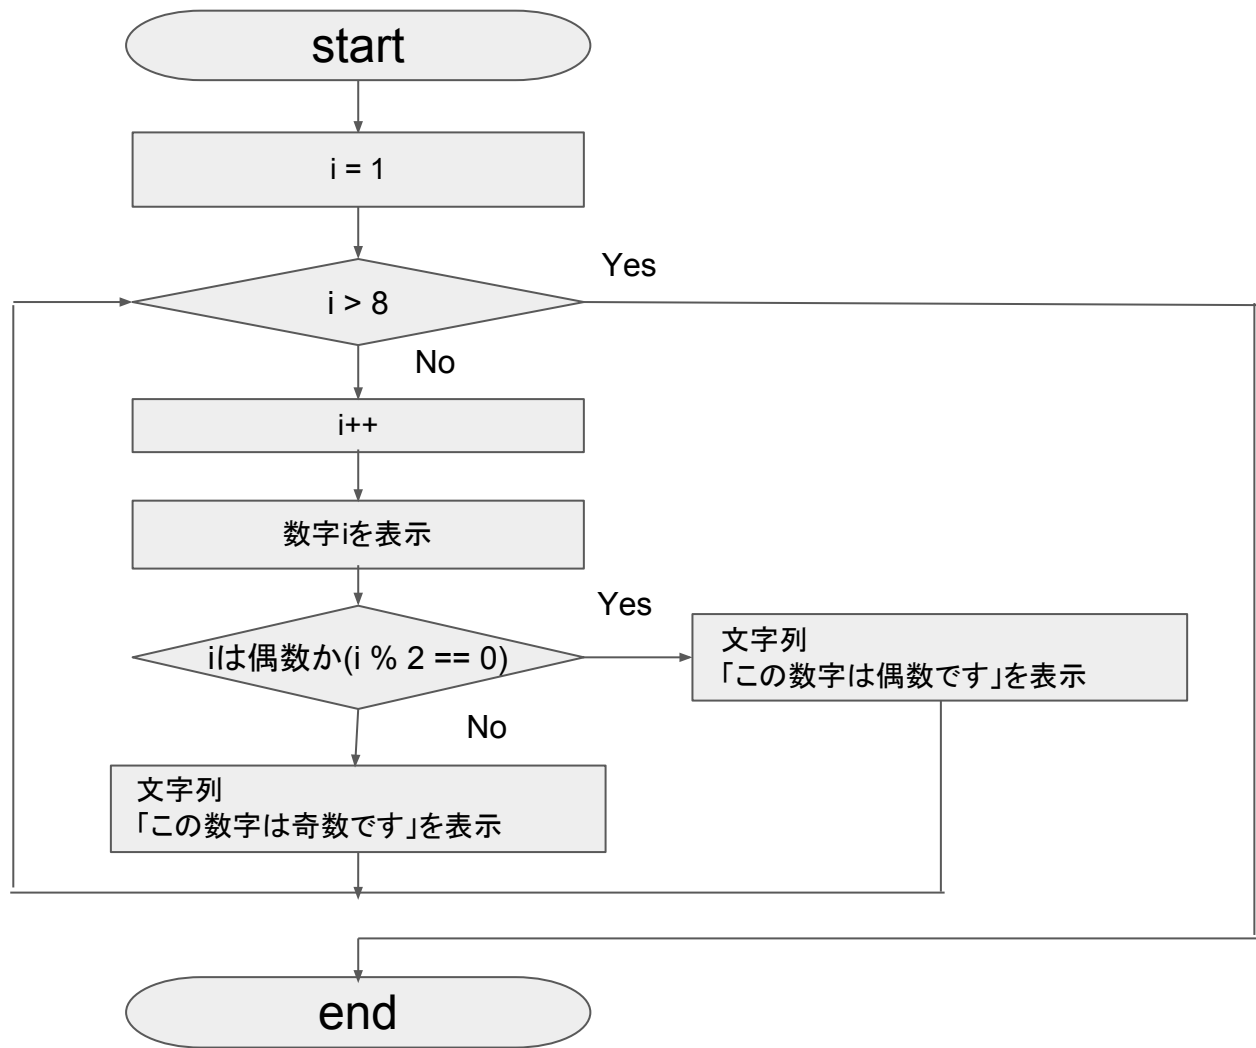 start
i = 1
Yes
i > 8
No
i++
数字iを表示
Yes
iは偶数か(i % 2 == 0)
文字列
「この数字は偶数です」を表示
No
文字列
「この数字は奇数です」を表示
end